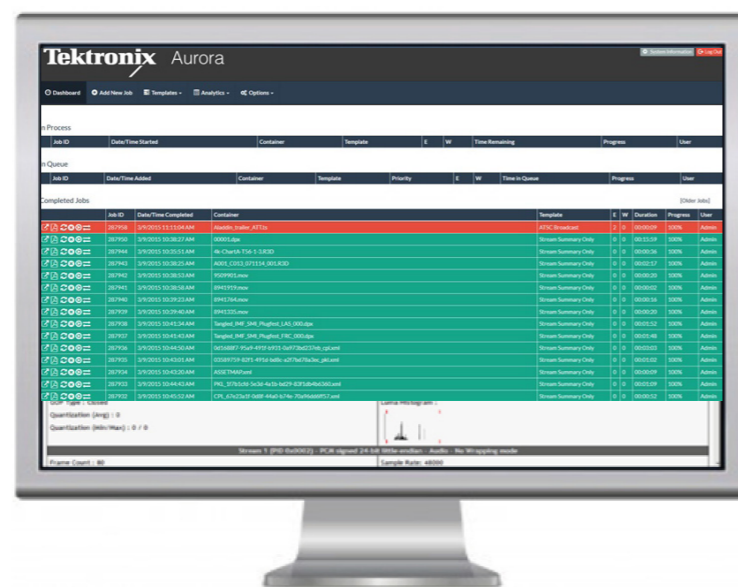 Tektronix Aurora
System Information Log Out
Dashboard Add New Job Templates Analytics Options
n Process
Job ID Date/Time Started Container Template E W Time Remaining Progress User
n Queue
Job ID Date/Time Added Container Template Priority E W Time in Queue Progress User
Completed Jobs [Older Jobs]
Job ID Date/Time Completed Container Template E W Duration Progress User
287956 3/9/2015 11:11:04 AM ATSC Broadcast 2 0 00:00:09 100% Admin
287950 3/9/2015 10:38:27 AM 00001.dpx Stream Summary Only 0 0 00:15:59 100% Admin
287944 3/9/2015 10:35:51 AM Stream Summary Only 0 0 00:00:36 100% Admin
287943 3/9/2015 10:38:25 AM A001_C013_071114_001.R3D Stream Summary Only 0 0 00:02:17 100% Admin
287942 3/9/2015 10:38:53 AM 9509901.mov Stream Summary Only 0 0 00:00:20 100% Admin
287941 3/9/2015 10:38:58 AM 8941919.mov Stream Summary Only 0 0 00:00:02 100% Admin
287940 3/9/2015 10:39:23 AM 8941764.mov Stream Summary Only 0 0 00:00:16 100% Admin
287939 3/9/2015 10:39:40 AM 8941335.mov Stream Summary Only 0 0 00:00:20 100% Admin
287938 3/9/2015 10:41:34 AM Stream Summary Only 0 0 00:01:52 100% Admin
287937 3/9/2015 10:41:43 AM Stream Summary Only 0 0 00:01:48 100% Admin
287936 3/9/2015 10:44:50 AM Stream Summary Only 0 0 00:03:03 100% Admin
287935 3/9/2015 10:43:01 AM Stream Summary Only 0 0 00:01:02 100% Admin
287934 3/9/2015 10:43:20 AM ASSETMAP.xml Stream Summary Only 0 0 00:00:09 100% Admin
287933 3/9/2015 10:44:43 AM Stream Summary Only 0 0 00:01:09 100% Admin
287932 3/9/2015 10:45:52 AM Stream Summary Only 0 0 00:00:52 100% Admin
GOP Type : Closed Luma Histogram :
Quantization (Avg) : 0
Quantization (Min/Max) : 0 / 0
Stream 1 (PID 0x0002) - PCM signed 24-bit little-endian - Audio - No Wrapping mode
Frame Count : 80 Sample Rate: 48000